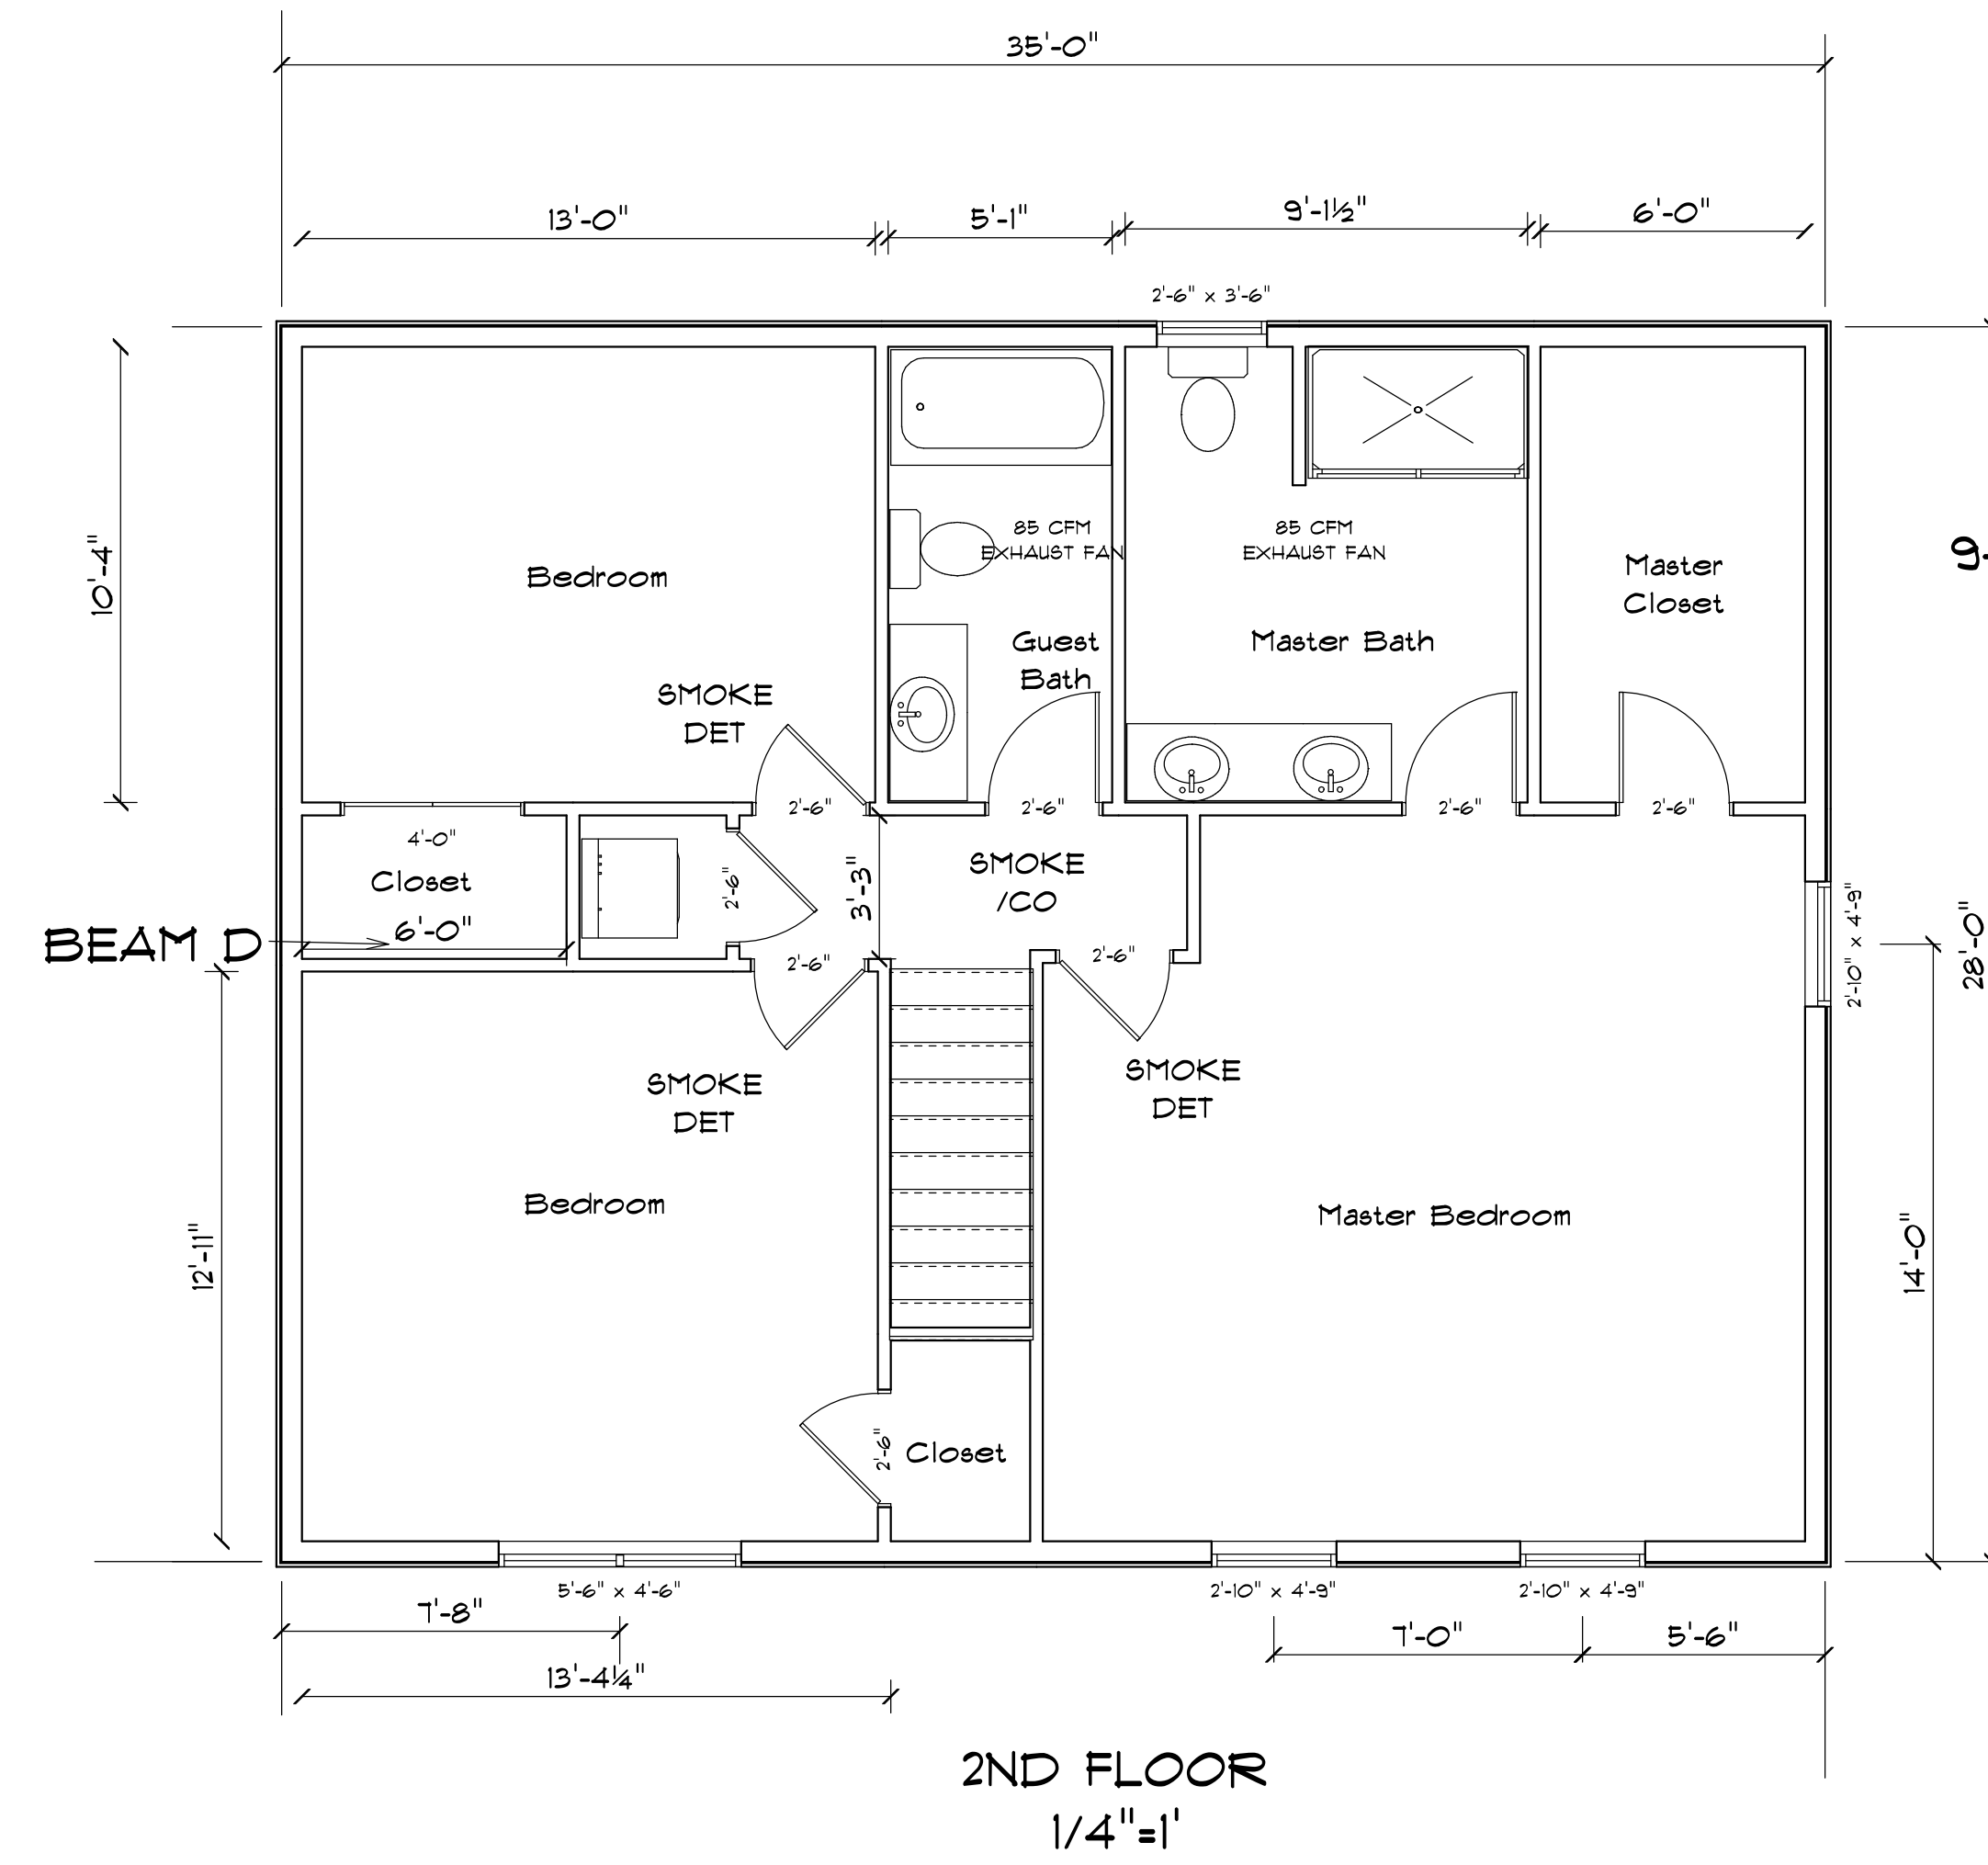 35'-0"
13'-0"
5'-1"
9'-1½"
6'-0"
2'-6" x 3'-6"
10'-4"
85 CFM
EXHAUST FAN
85 CFM
EXHAUST FAN
9-
Bedroom
Master
Closet
Guest
Bath
Master Bath
SMOKE
DET
2'-6"
2'-6"
2'-6"
2'-6"
4'-0"
Closet
6'-0"
2'-6"
3'-3"
SMOKE
/CO
BEAM D
2'-6"
2'-6"
2'-10" x 4'-9"
28'-0"
SMOKE
DET
SMOKE
DET
Bedroom
Master Bedroom
12'-11"
14'-0"
2'-6"
Closet
5'-6" x 4'-6"
2'-10" x 4'-9"
2'-10" x 4'-9"
7'-8"
7'-0"
5'-6"
13'-4¼"
2ND FLOOR
1/4"=1'